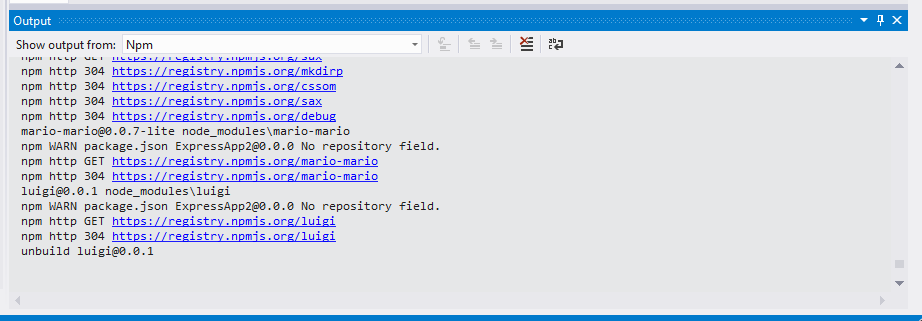 Output
Show output from: Npm
npm http GET https://registry.npmjs.org/sax
npm http 304 https://registry.npmjs.org/mkdirp
npm http 304 https://registry.npmjs.org/cssom
npm http 304 https://registry.npmjs.org/sax
npm http 304 https://registry.npmjs.org/debug
mario-mario@0.0.7-lite node_modules\mario-mario
npm WARN package.json ExpressApp2@0.0.0 No repository field.
npm http GET https://registry.npmjs.org/mario-mario
npm http 304 https://registry.npmjs.org/mario-mario
luigi@0.0.1 node_modules\luigi
npm WARN package.json ExpressApp2@0.0.0 No repository field.
npm http GET https://registry.npmjs.org/luigi
npm http 304 https://registry.npmjs.org/luigi
unbuild luigi@0.0.1